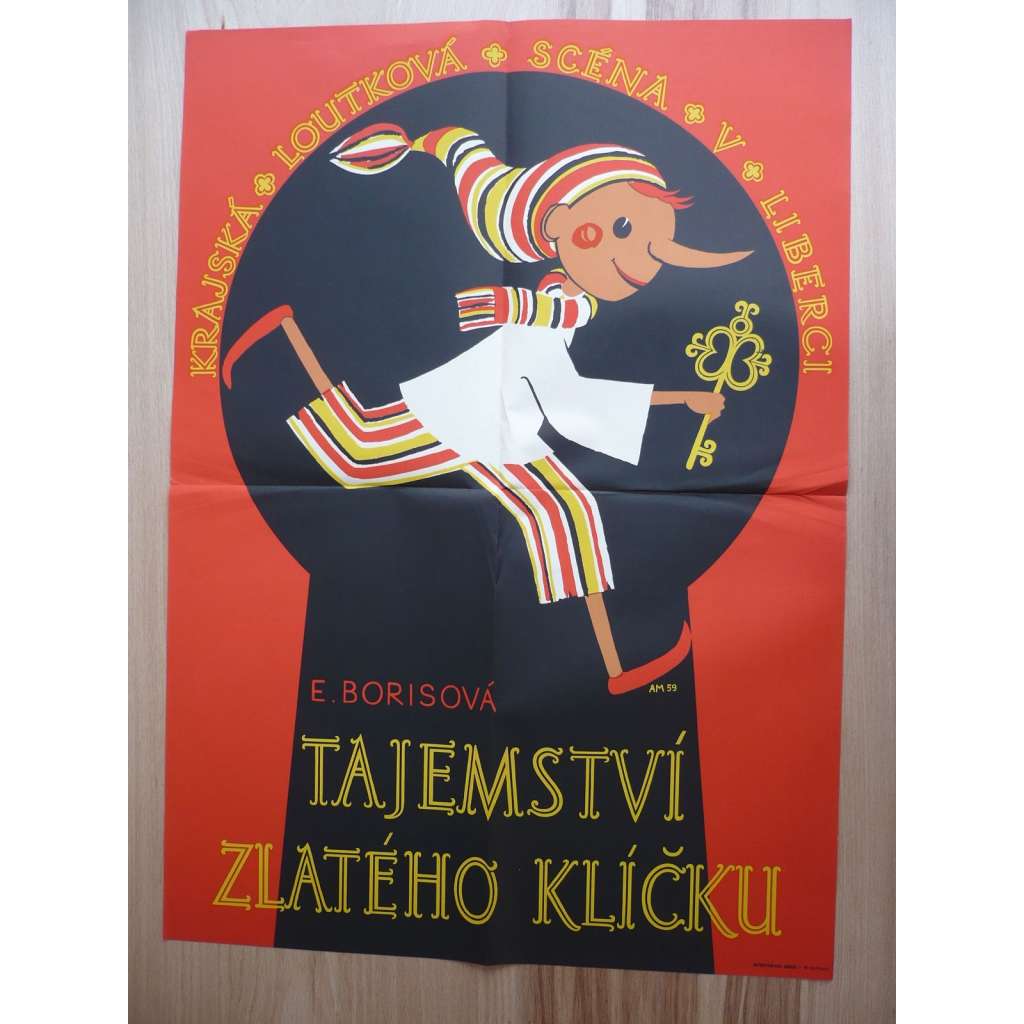 KRAJSKÁ LOUTKOVÁ SCÉNA V LIBERCI
AM 59
E. BORISOVÁ
TAJEMSTVÍ
ZLATÉHO KLÍČKU